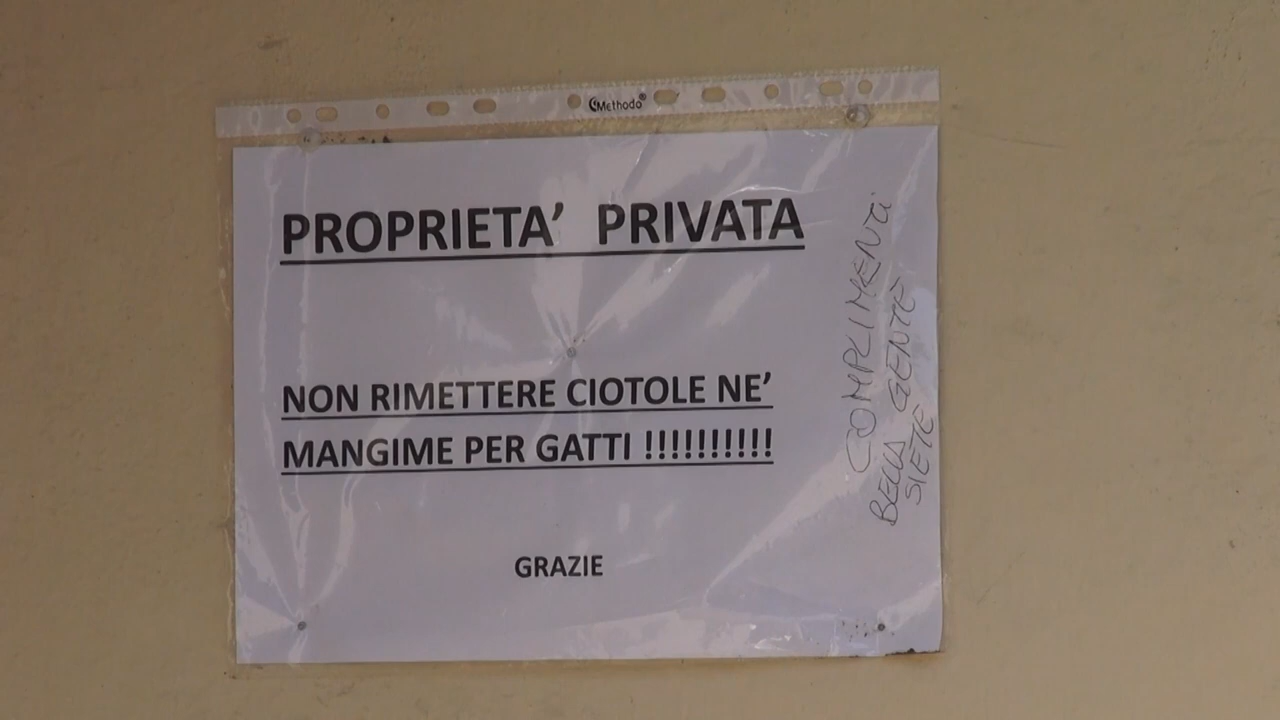 Methodo®
PROPRIETA’ PRIVATA
NON RIMETTERE CIOTOLE NE’
MANGIME PER GATTI !!!!!!!!!!
GRAZIE
COMPLIMENTI
BELLA GENTE
SIETE